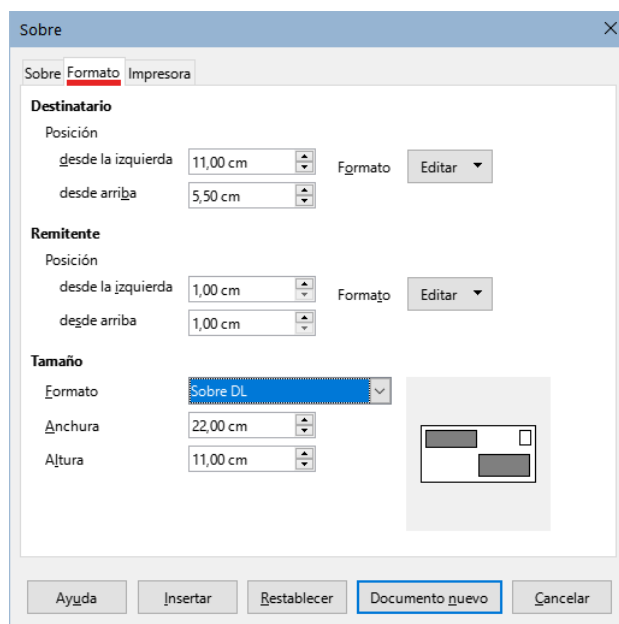 Sobre
Sobre Formato Impresora
Destinatario
Posición
desde la izquierda 11,00 cm Formato Editar
desde arriba 5,50 cm
Remitente
Posición
desde la izquierda 1,00 cm Formato Editar
desde arriba 1,00 cm
Tamaño
Formato Sobre DL
Anchura 22,00 cm
Altura 11,00 cm
Ayuda Insertar Restablecer Documento nuevo Cancelar